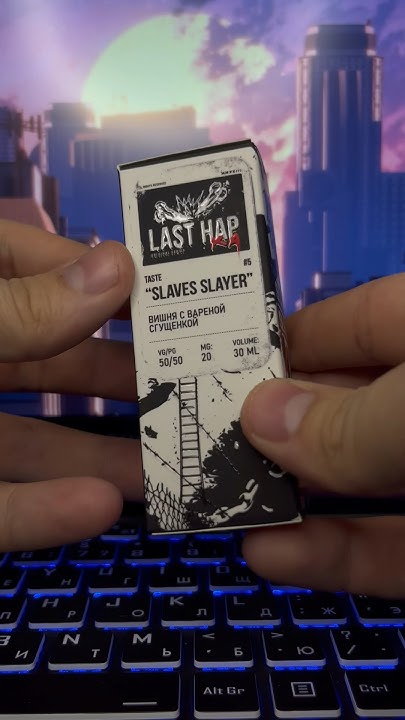 LAST HAP
#5
TASTE
“SLAVES SLAYER”
ВИШНЯ С ВАРЕНОЙ
СГУЩЕНКОЙ
VG/PG
50/50
MG:
20
VOLUME:
30 ML
Alt Gr
Ctrl